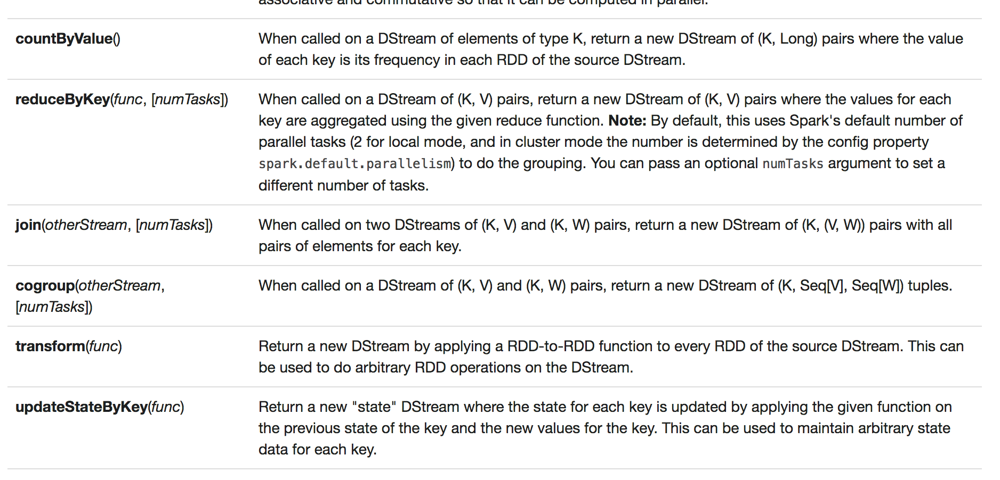 associative and commutative so that it can be computed in parallel.
countByValue()
When called on a DStream of elements of type K, return a new DStream of (K, Long) pairs where the value
of each key is its frequency in each RDD of the source DStream.
reduceByKey(func, [numTasks])
When called on a DStream of (K, V) pairs, return a new DStream of (K, V) pairs where the values for each
key are aggregated using the given reduce function. Note: By default, this uses Spark's default number of
parallel tasks (2 for local mode, and in cluster mode the number is determined by the config property
spark.default.parallelism) to do the grouping. You can pass an optional numTasks argument to set a
different number of tasks.
join(otherStream, [numTasks])
When called on two DStreams of (K, V) and (K, W) pairs, return a new DStream of (K, (V, W)) pairs with all
pairs of elements for each key.
cogroup(otherStream,
[numTasks])
When called on a DStream of (K, V) and (K, W) pairs, return a new DStream of (K, Seq[V], Seq[W]) tuples.
transform(func)
Return a new DStream by applying a RDD-to-RDD function to every RDD of the source DStream. This can
be used to do arbitrary RDD operations on the DStream.
updateStateByKey(func)
Return a new "state" DStream where the state for each key is updated by applying the given function on
the previous state of the key and the new values for the key. This can be used to maintain arbitrary state
data for each key.